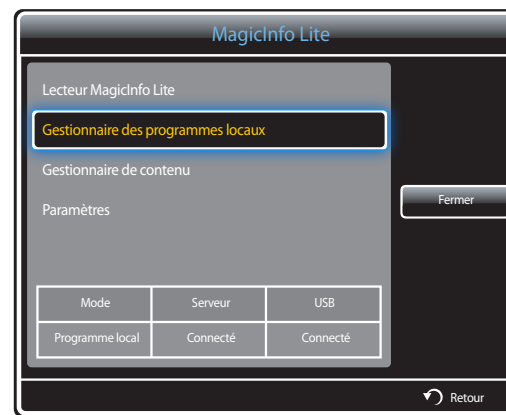 MagicInfo Lite
Lecteur MagicInfo Lite
Gestionnaire des programmes locaux
Gestionnaire de contenu
Paramètres
Fermer
Mode Serveur USB
Programme local Connecté Connecté
Retour